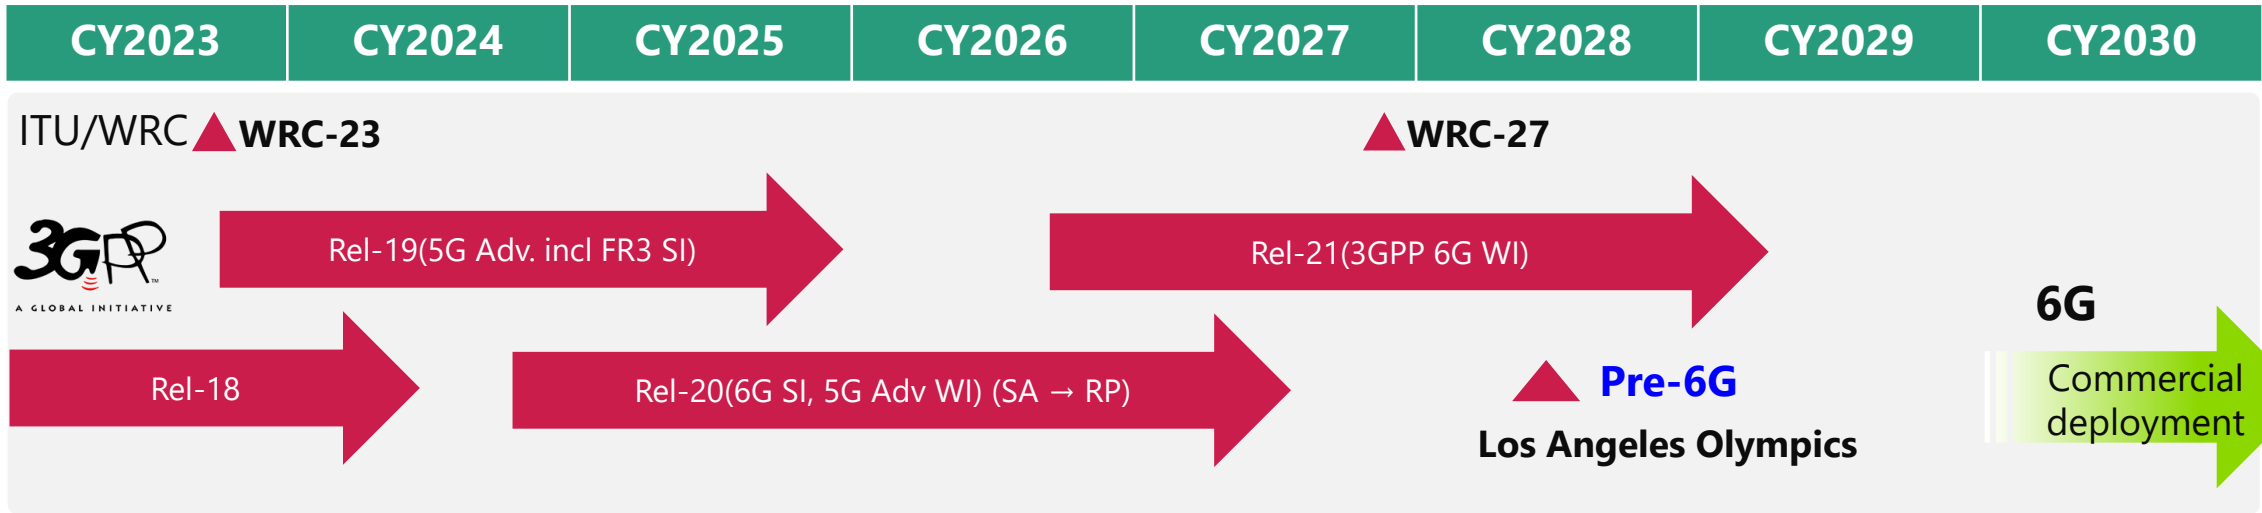 CY2023 CY2024 CY2025 CY2026 CY2027 CY2028 CY2029 CY2030
ITU/WRC WRC-23 WRC-27
3GPP™
A GLOBAL INITIATIVE
Rel-19(5G Adv. incl FR3 SI)
Rel-21(3GPP 6G WI)
Rel-18
Rel-20(6G SI, 5G Adv WI) (SA → RP)
Pre-6G
Los Angeles Olympics
6G
Commercial
deployment